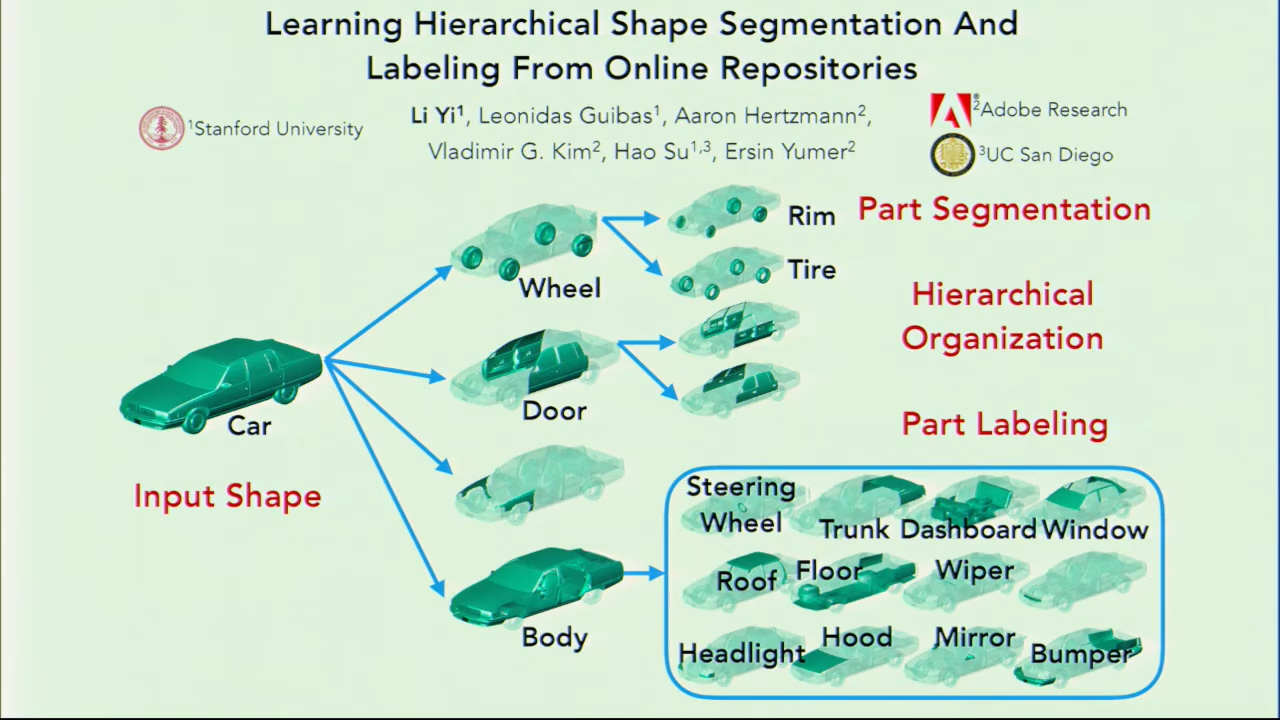 Learning Hierarchical Shape Segmentation And
Labeling From Online Repositories
¹Stanford University
Li Yi¹, Leonidas Guibas¹, Aaron Hertzmann²,
Vladimir G. Kim², Hao Su¹,³, Ersin Yumer²
²Adobe Research
³UC San Diego
Part Segmentation
Hierarchical
Organization
Part Labeling
Rim
Tire
Wheel
Door
Car
Input Shape
Body
Steering
Wheel
Trunk
Dashboard
Window
Roof
Floor
Wiper
Headlight
Hood
Mirror
Bumper